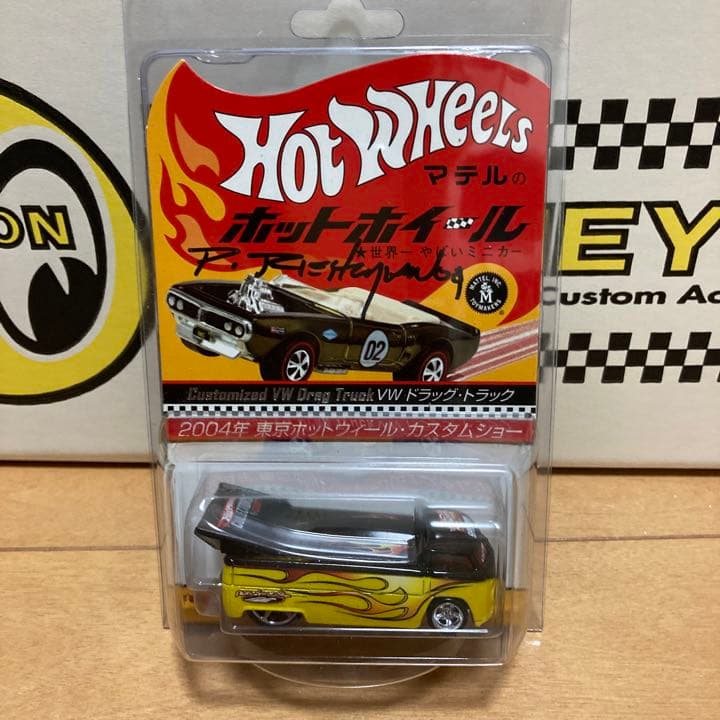 HOT WHEELS
マテルの
ホットホイール
★世界一 やばいミニカー
MATTEL, INC.
M
TOYMAKERS
®
02
Customized VW Drag Truck VW ドラッグ・トラック
2004年 東京ホットウィール・カスタムショー
ON
EY
Custom Ac